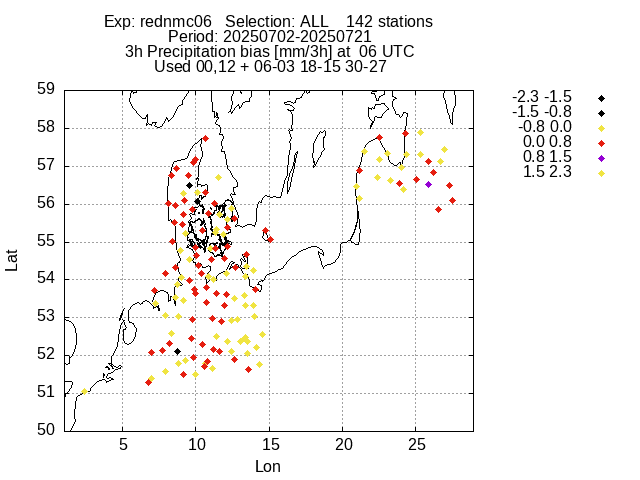 Exp: rednmc06   Selection: ALL    142 stations
Period: 20250702-20250721
3h Precipitation bias [mm/3h] at  06 UTC
Used 00,12 + 06-03 18-15 30-27
-2.3 -1.5
-1.5 -0.8
-0.8 0.0
0.0 0.8
0.8 1.5
1.5 2.3
59
58
57
56
55
54
53
52
51
50
Lat
5 10 15 20 25
Lon